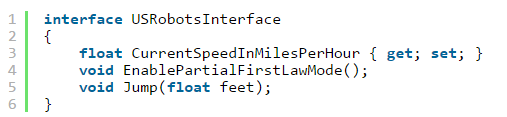 1 interface USRobotsInterface
2 {
3     float CurrentSpeedInMilesPerHour { get; set; }
4     void EnablePartialFirstLawMode();
5     void Jump(float feet);
6 }